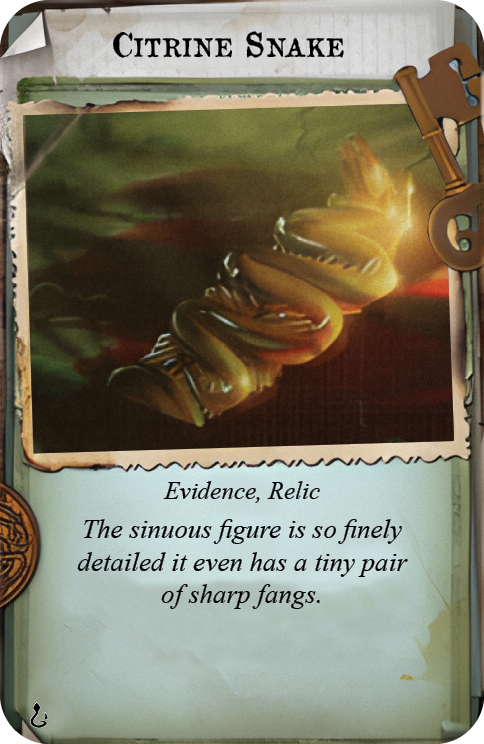 Citrine Snake
Evidence, Relic
The sinuous figure is so finely
detailed it even has a tiny pair
of sharp fangs.